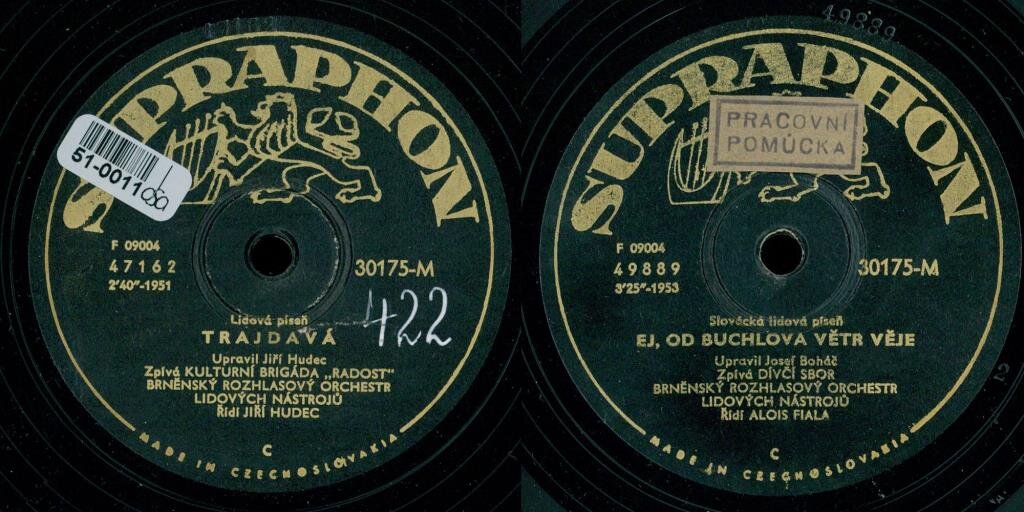 SUPRAPHON
51-0011
F 09004
47162
2'40"-1951
30175-M
422
Lidová píseň
TRAJDAVÁ
Upravil Jiří Hudec
Zpívá KULTURNÍ BRIGÁDA „RADOST"
BRNĚNSKÝ ROZHLASOVÝ ORCHESTR
LIDOVÝCH NÁSTROJŮ
Řídí JIŘÍ HUDEC
C
MADE IN CZECHOSLOVAKIA
49889
SUPRAPHON
PRACOVNÍ
POMŮCKA
F 09004
49889
3'25"-1953
30175-M
Slovácká lidová píseň
EJ, OD BUCHLOVA VĚTR VĚJE
Upravil Josef Boháč
Zpívá DÍVČÍ SBOR
BRNĚNSKÝ ROZHLASOVÝ ORCHESTR
LIDOVÝCH NÁSTROJŮ
Řídí ALOIS FIALA
C
MADE IN CZECHOSLOVAKIA